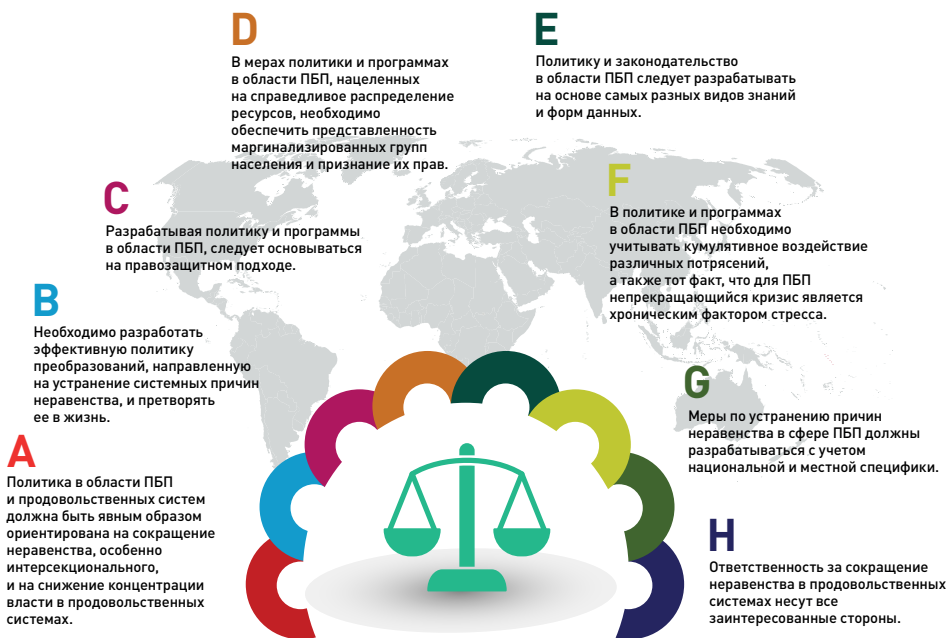 A
Политика в области ПБП
и продовольственных систем
должна быть явным образом
ориентирована на сокращение
неравенства, особенно
интерсекционального,
и на снижение концентрации
власти в продовольственных
системах.
B
Необходимо разработать
эффективную политику
преобразований, направленную
на устранение системных причин
неравенства, и претворять
ее в жизнь.
C
Разрабатывая политику и программы
в области ПБП, следует основываться
на правозащитном подходе.
D
В мерах политики и программах
в области ПБП, нацеленных
на справедливое распределение
ресурсов, необходимо
обеспечить представленность
маргинализированных групп
населения и признание их прав.
E
Политику и законодательство
в области ПБП следует разрабатывать
на основе самых разных видов знаний
и форм данных.
F
В политике и программах
в области ПБП необходимо
учитывать кумулятивное воздействие
различных потрясений,
а также тот факт, что для ПБП
непрекращающийся кризис является
хроническим фактором стресса.
G
Меры по устранению причин
неравенства в сфере ПБП должны
разрабатываться с учетом
национальной и местной специфики.
H
Ответственность за сокращение
неравенства в продовольственных
системах несут все
заинтересованные стороны.